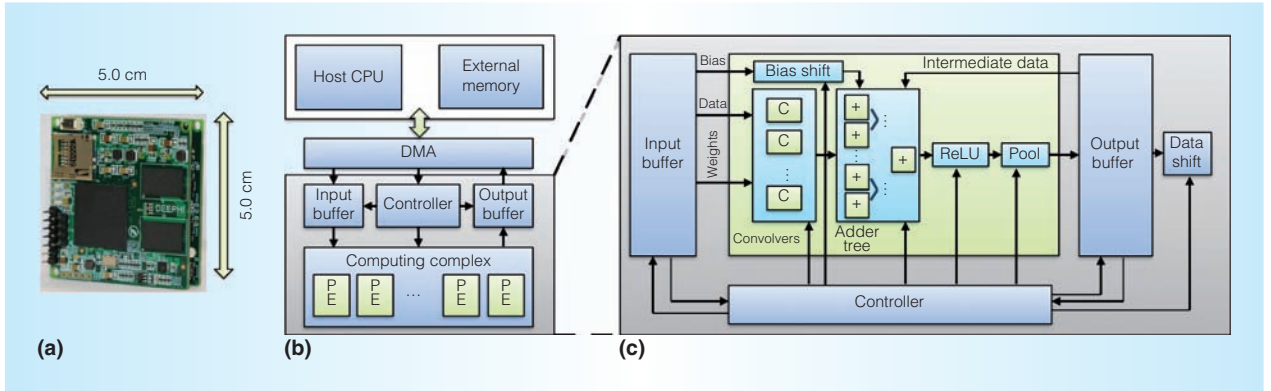 5.0 cm
5.0 cm
DEEPHI
(a)
Host CPU
External
memory
DMA
Input
buffer
Controller
Output
buffer
Computing complex
P
E
P
E
...
P
E
P
E
(b)
Input
buffer
Bias
Data
Weights
Bias shift
C
C
⋮
C
Convolvers
Intermediate data
+
+
⋮
+
+
⋮
⋮
+
Adder
tree
ReLU
Pool
Output
buffer
Data
shift
Controller
(c)